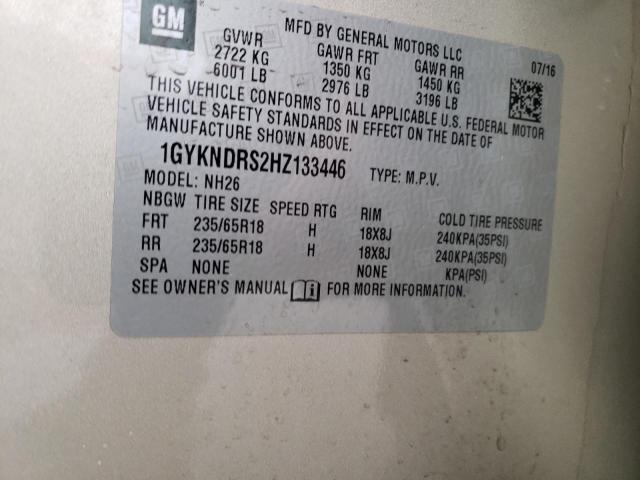 GM
MFD BY GENERAL MOTORS LLC
GVWR GAWR FRT GAWR RR 07/16
2722 KG 1350 KG 1450 KG
6001 LB 2976 LB 3196 LB
THIS VEHICLE CONFORMS TO ALL APPLICABLE U.S. FEDERAL MOTOR
VEHICLE SAFETY STANDARDS IN EFFECT ON THE DATE OF
MANUFACTURE SHOWN ABOVE.
1GYKNDRS2HZ133446 TYPE: M.P.V.
MODEL: NH26
NBGW TIRE SIZE SPEED RTG RIM COLD TIRE PRESSURE
FRT 235/65R18 H 18X8J 240KPA(35PSI)
RR 235/65R18 H 18X8J 240KPA(35PSI)
SPA NONE NONE KPA(PSI)
SEE OWNER'S MANUAL FOR MORE INFORMATION.